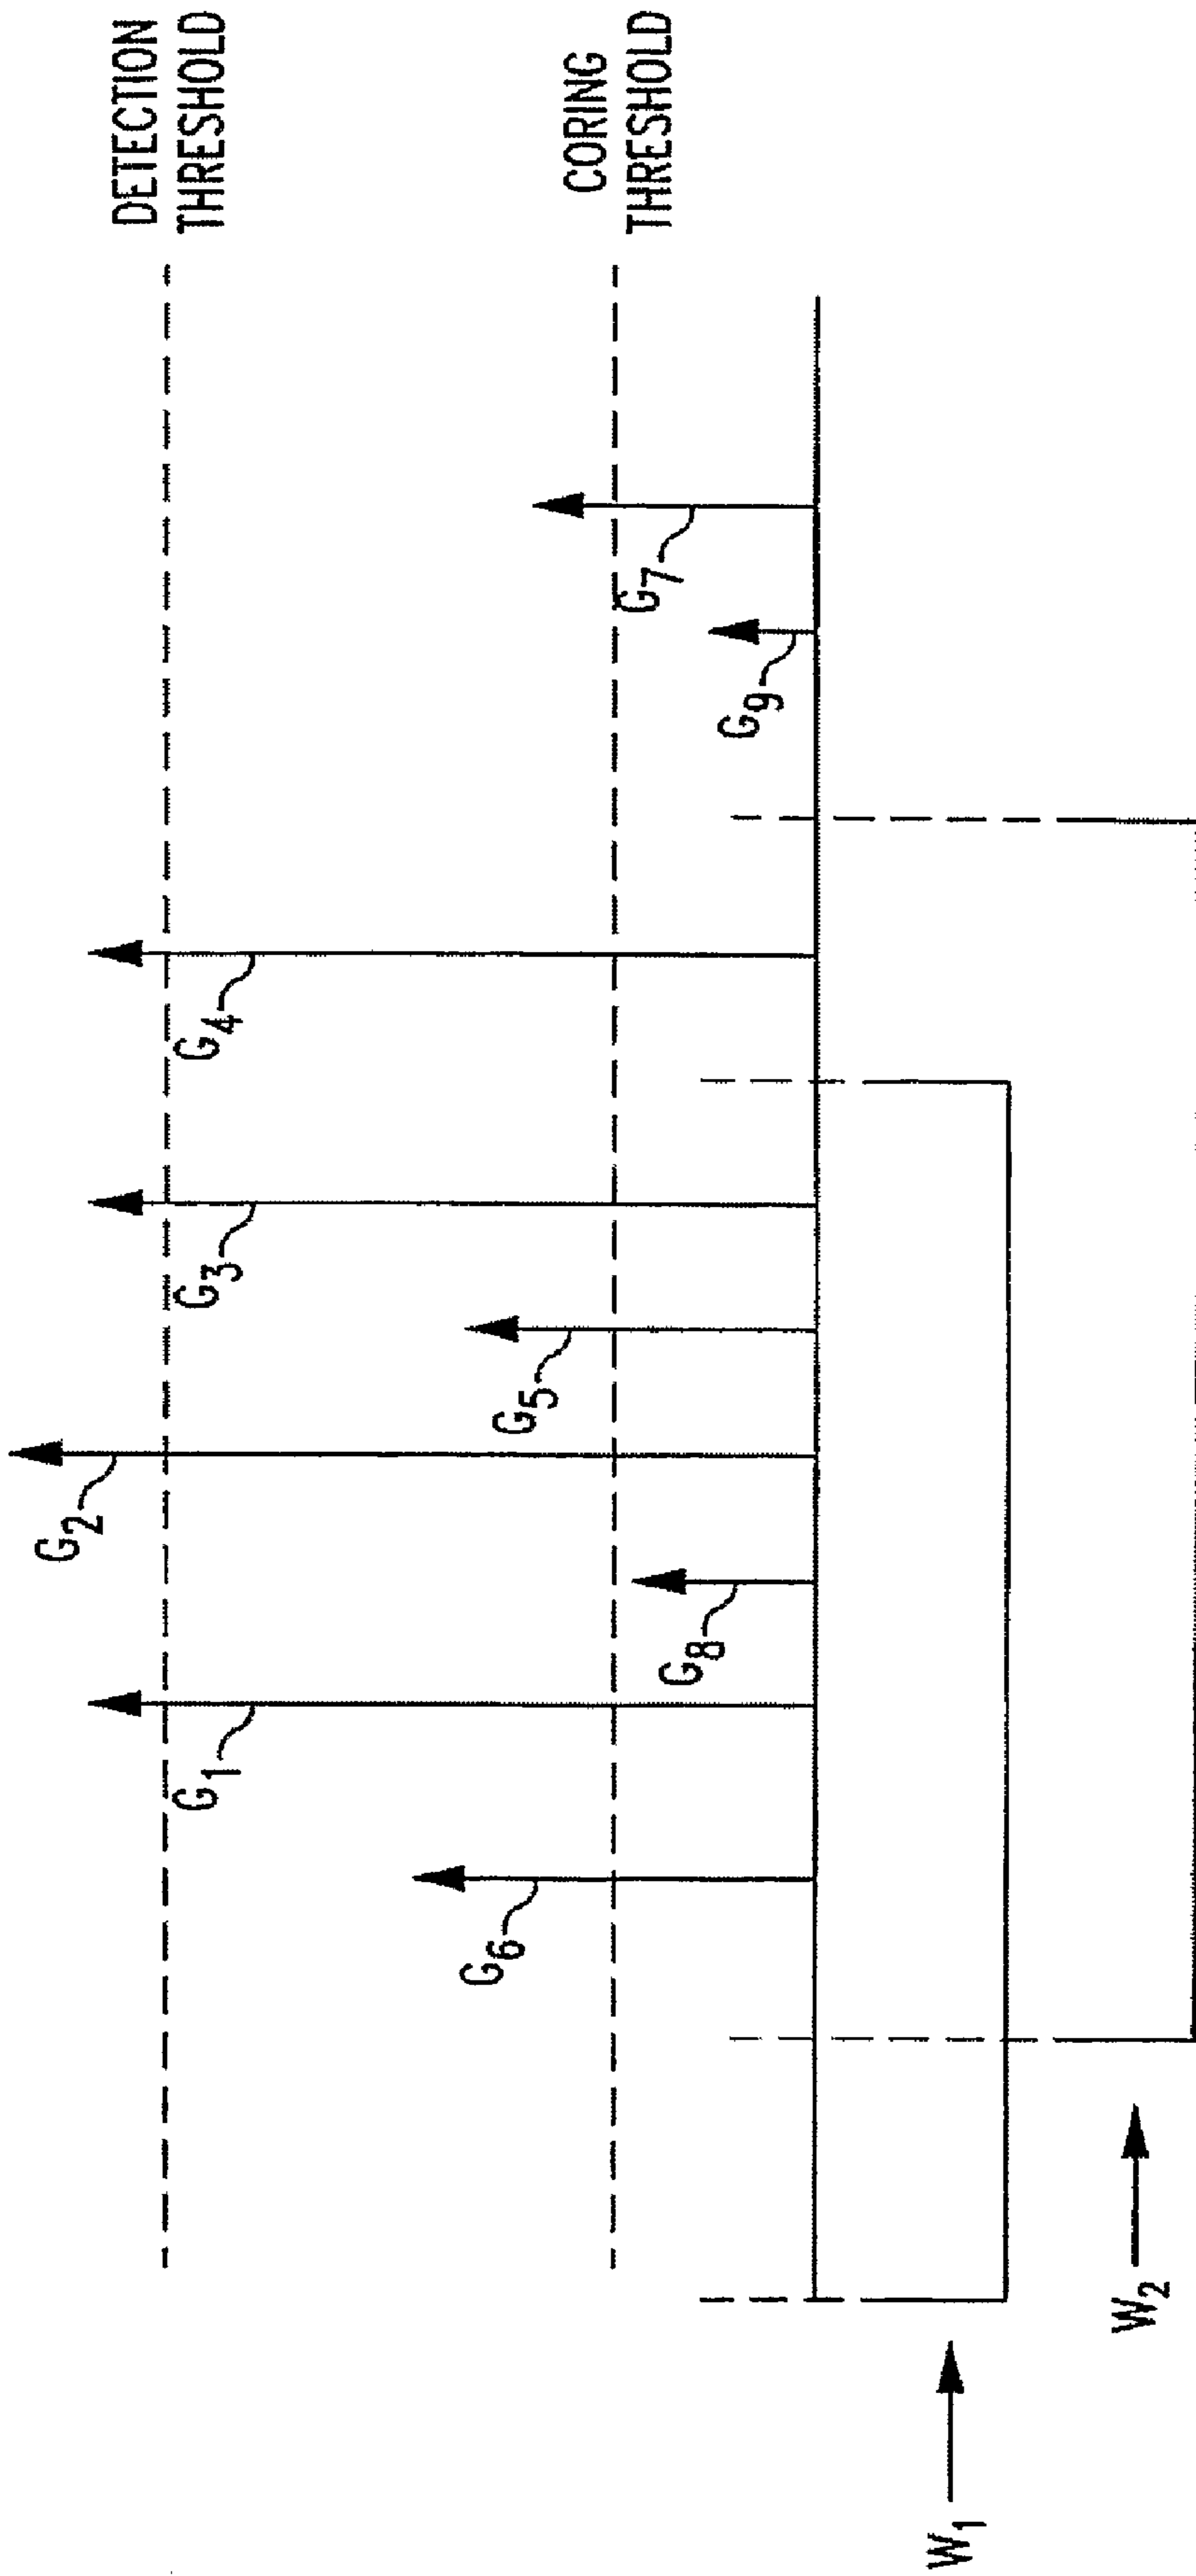 DETECTION
THRESHOLD
CORING
THRESHOLD
G2
G1
G3
G4
G6
G5
G8
G7
G9
W1
W2